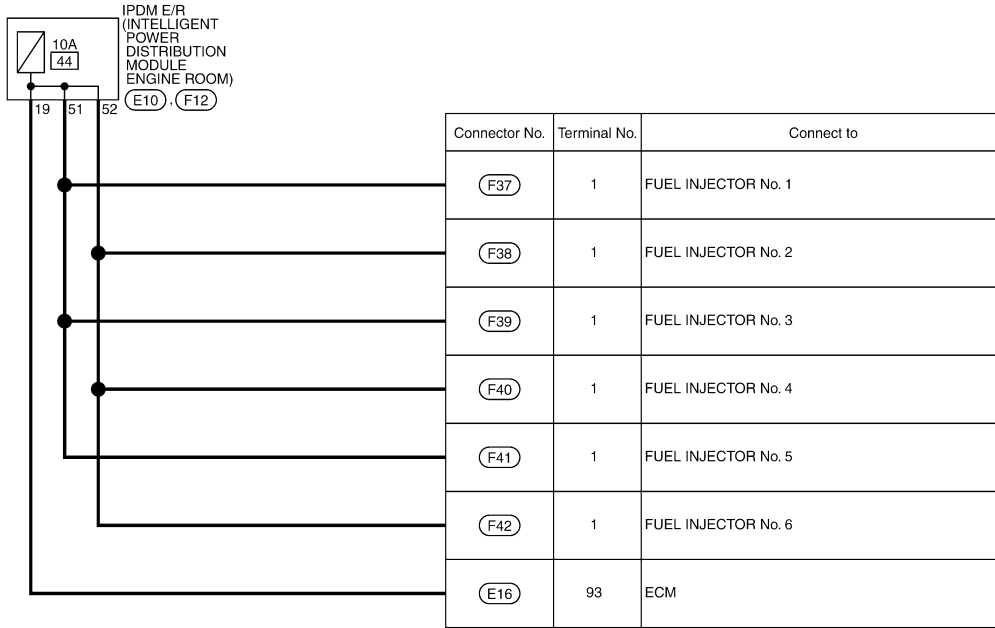 IPDM E/R
(INTELLIGENT
POWER
DISTRIBUTION
MODULE
ENGINE ROOM)
10A
44
E10 , F12
19 51 52
Connector No. Terminal No. Connect to
F37 1 FUEL INJECTOR No. 1
F38 1 FUEL INJECTOR No. 2
F39 1 FUEL INJECTOR No. 3
F40 1 FUEL INJECTOR No. 4
F41 1 FUEL INJECTOR No. 5
F42 1 FUEL INJECTOR No. 6
E16 93 ECM